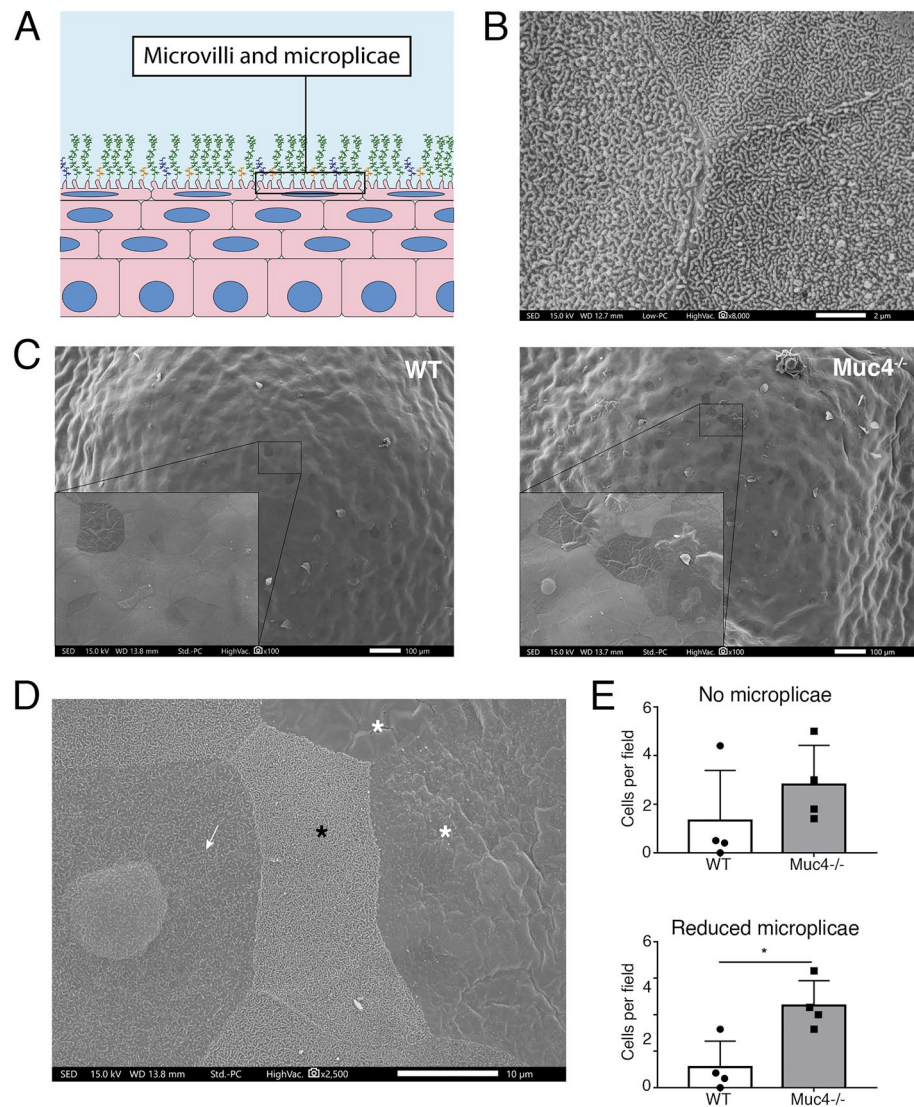 A
Microvilli and microplicae
B
SED 15.0 kV WD 12.7 mm Low-PC HighVac. x8,000 2 µm
C
WT
SED 15.0 kV WD 13.8 mm Std.-PC HighVac. x100 100 µm
Muc4-/-
SED 15.0 kV WD 13.7 mm Std.-PC HighVac. x100 100 µm
D
*
*
*
SED 15.0 kV WD 13.8 mm Std.-PC HighVac. x2,500 10 µm
E
No microplicae
Cells per field
6
4
2
0
WT Muc4-/-
Reduced microplicae
*
Cells per field
6
4
2
0
WT Muc4-/-